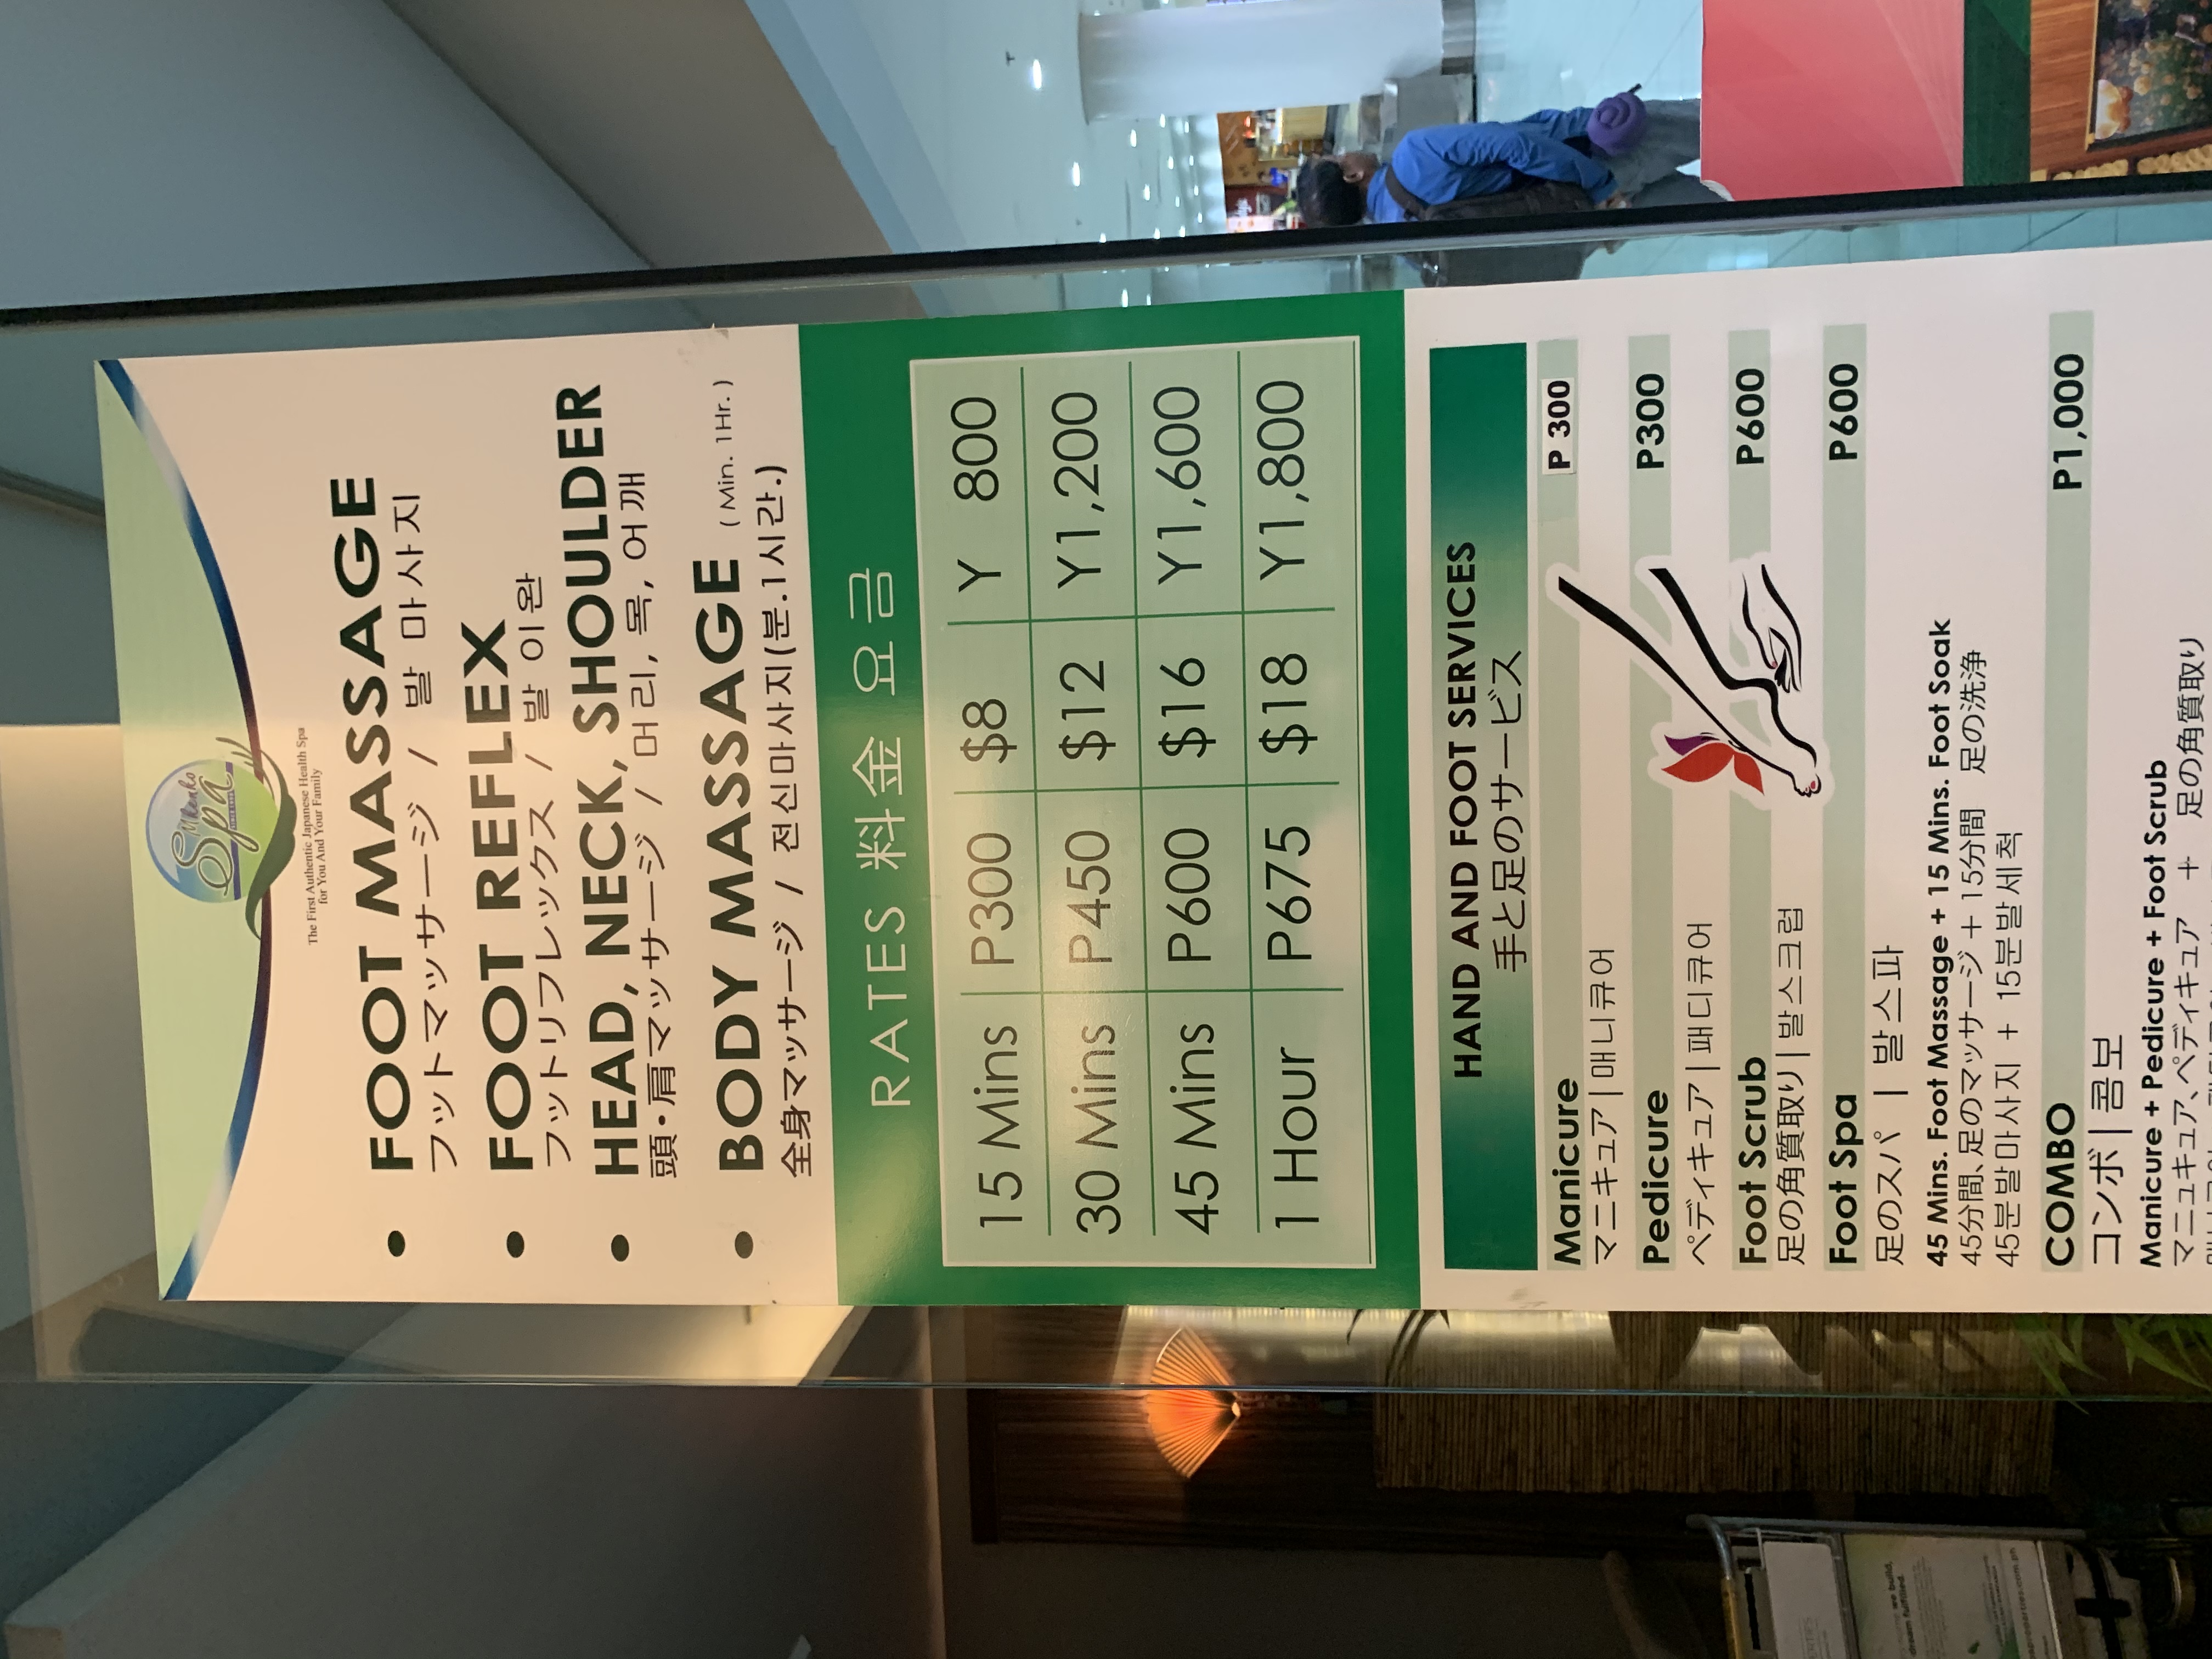 Spa
The First Authentic Japanese Health Spa
for You And Your Family
• FOOT MASSAGE
フットマッサージ / 발 마사지
• FOOT REFLEX
フットリフレックス / 발 이완
• HEAD, NECK, SHOULDER
頭・肩マッサージ / 머리, 목, 어깨
• BODY MASSAGE ( Min. 1Hr. )
全身マッサージ / 전신마사지(분.1시간.)
RATES 料金 요금
15 Mins P300 $8 Y 800
30 Mins P450 $12 Y1,200
45 Mins P600 $16 Y1,600
1 Hour P675 $18 Y1,800
HAND AND FOOT SERVICES
手と足のサービス
Manicure P 300
マニキュア | 매니큐어
Pedicure P300
ペディキュア | 패디큐어
Foot Scrub P600
足の角質取り | 발스크럽
Foot Spa P600
足のスパ | 발스파
45 Mins. Foot Massage + 15 Mins. Foot Soak
45分間、足のマッサージ + 15分間 足の洗浄
45분발마사지 + 15분발세척
COMBO P1,000
コンボ | 콤보
Manicure + Pedicure + Foot Scrub
マニュキュア、ペディキュア + 足の角質取り